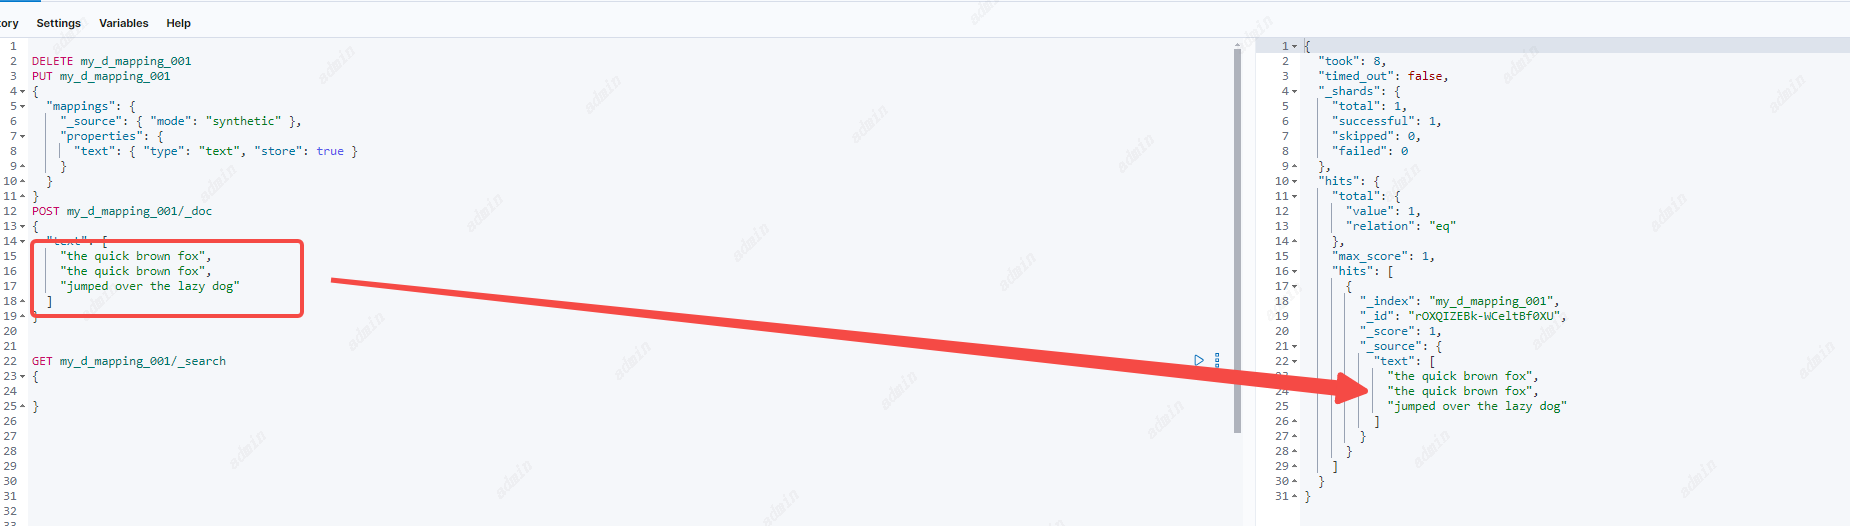 tory Settings Variables Help
1
2 DELETE my_d_mapping_001
3 PUT my_d_mapping_001
4 {
5 "mappings": {
6 "_source": { "mode": "synthetic" },
7 "properties": {
8 "text": { "type": "text", "store": true }
9 }
10 }
11 }
12 POST my_d_mapping_001/_doc
13 {
14 "text": [
15 "the quick brown fox",
16 "the quick brown fox",
17 "jumped over the lazy dog"
18 ]
19 }
20
21
22 GET my_d_mapping_001/_search
23 {
24
25 }
26
27
28
29
30
31
32
33
1 {
2 "took": 8,
3 "timed_out": false,
4 "_shards": {
5 "total": 1,
6 "successful": 1,
7 "skipped": 0,
8 "failed": 0
9 },
10 "hits": {
11 "total": {
12 "value": 1,
13 "relation": "eq"
14 },
15 "max_score": 1,
16 "hits": [
17 {
18 "_index": "my_d_mapping_001",
19 "_id": "rOXQIZEBk-WCeltBf0XU",
20 "_score": 1,
21 "_source": {
22 "text": [
23 "the quick brown fox",
24 "the quick brown fox",
25 "jumped over the lazy dog"
26 ]
27 }
28 }
29 ]
30 }
31 }
admin